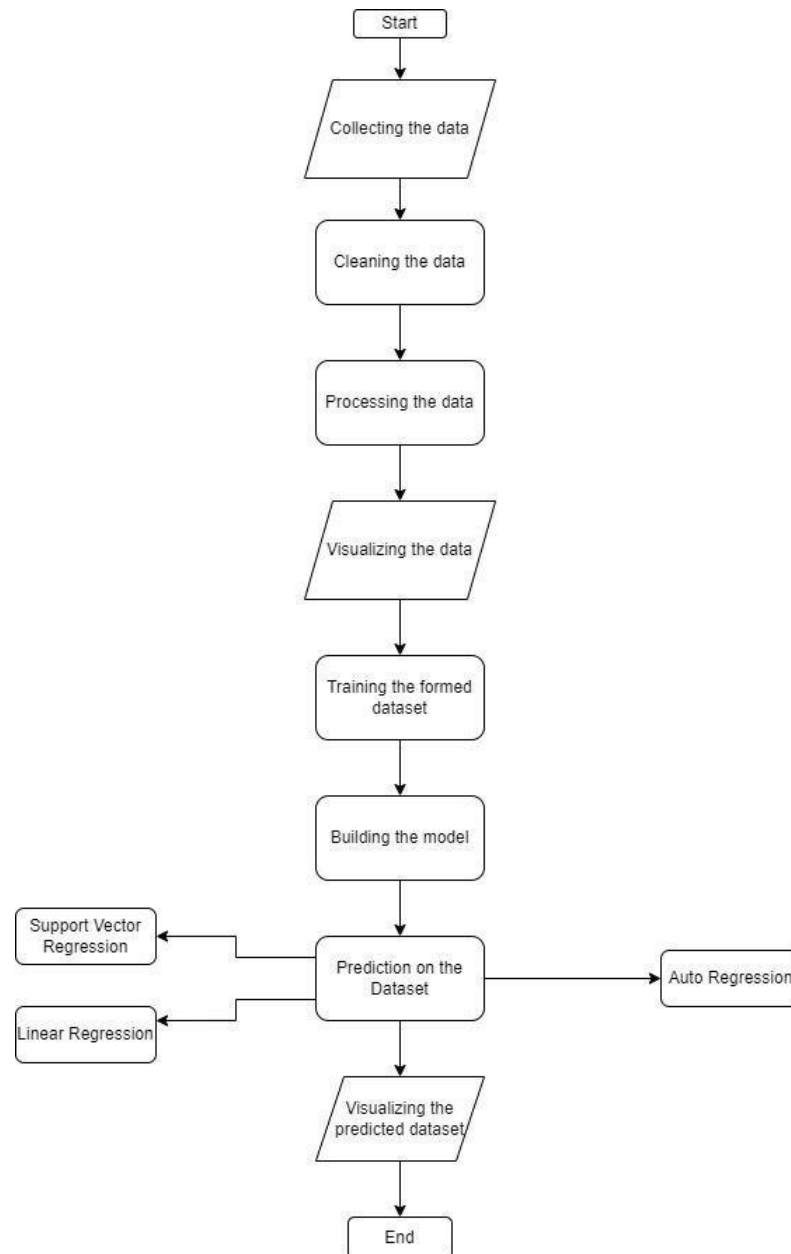 Start
Collecting the data
Cleaning the data
Processing the data
Visualizing the data
Training the formed
dataset
Building the model
Support Vector
Regression
Prediction on the
Dataset
Auto Regression
Linear Regression
Visualizing the
predicted dataset
End